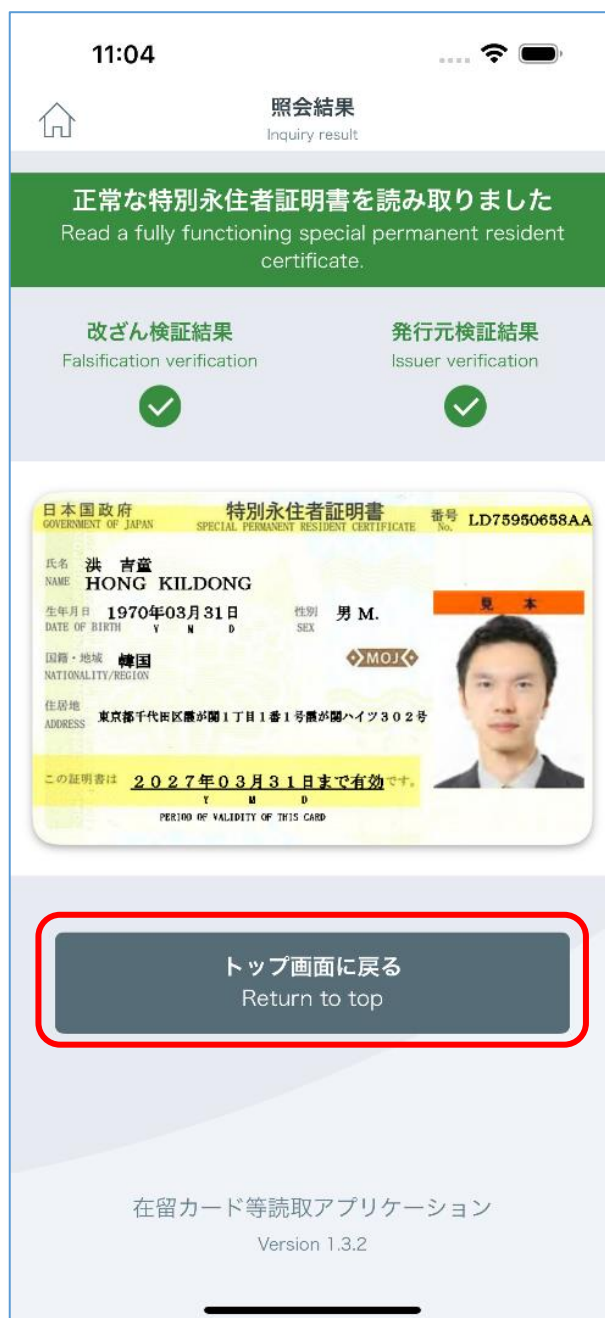 11:04
照会結果
Inquiry result
正常な特別永住者証明書を読み取りました
Read a fully functioning special permanent resident
certificate.
改ざん検証結果
Falsification verification
発行元検証結果
Issuer verification
日本国政府 特別永住者証明書 番号 LD75950658AA
GOVERNMENT OF JAPAN SPECIAL PERMANENT RESIDENT CERTIFICATE No.
氏名 洪 吉童
NAME HONG KILDONG
生年月日 1970年03月31日 性別 男 M.
DATE OF BIRTH Y M D SEX
見本
国籍・地域 韓国
NATIONALITY/REGION
MOJ
住居地
ADDRESS 東京都千代田区霞が関1丁目1番1号霞が関ハイツ302号
この証明書は 2027年03月31日まで有効です。
Y M D
PERIOD OF VALIDITY OF THIS CARD
トップ画面に戻る
Return to top
在留カード等読取アプリケーション
Version 1.3.2